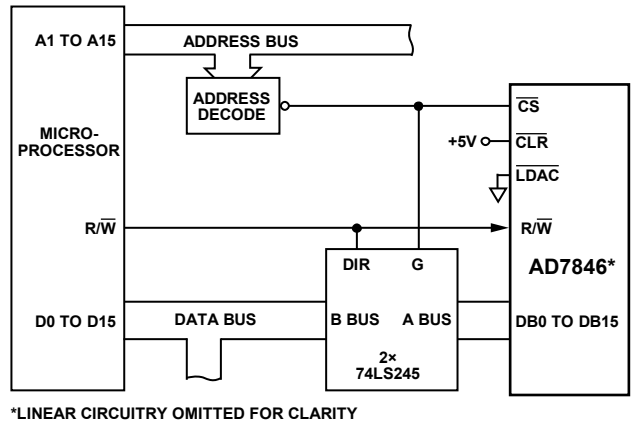 A1 TO A15
ADDRESS BUS
ADDRESS
DECODE
MICRO-
PROCESSOR
+5V
CS
CLR
LDAC
R/W
R/W
DIR
G
AD7846*
D0 TO D15
DATA BUS
B BUS
A BUS
DB0 TO DB15
2×
74LS245
*LINEAR CIRCUITRY OMITTED FOR CLARITY